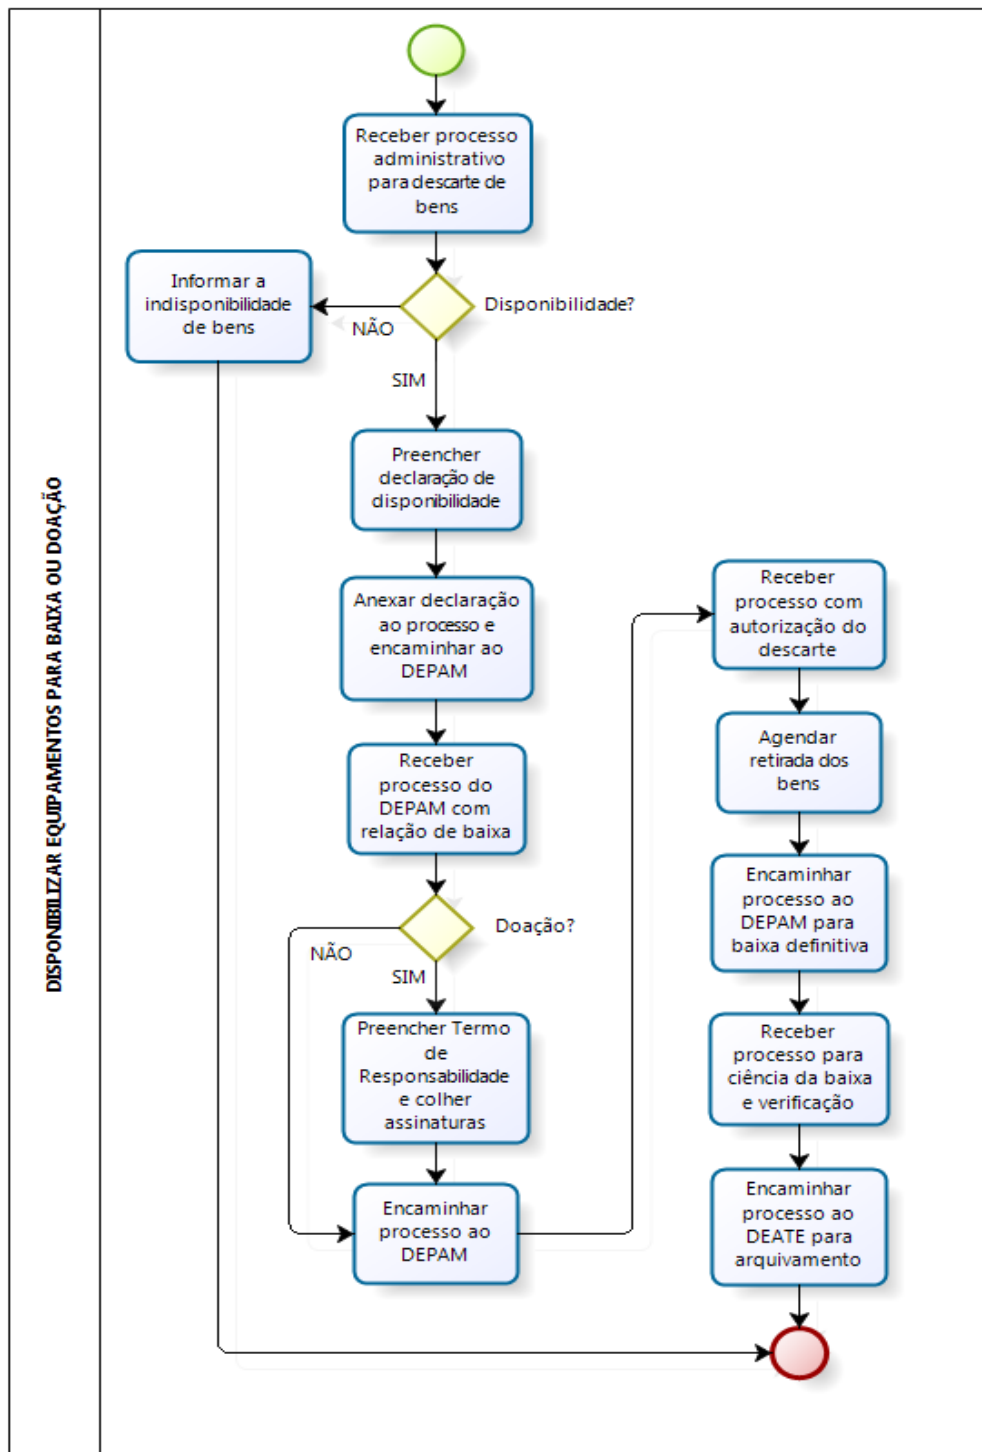 DISPONIBILIZAR EQUIPAMENTOS PARA BAIXA OU DOAÇÃO
Receber processo
administrativo
para descarte de
bens
Disponibilidade?
NÃO
Informar a
indisponibilidade
de bens
SIM
Preencher
declaração de
disponibilidade
Anexar declaração
ao processo e
encaminhar ao
DEPAM
Receber
processo do
DEPAM com
relação de baixa
Doação?
NÃO
SIM
Preencher Termo
de
Responsabilidade
e colher
assinaturas
Encaminhar
processo ao
DEPAM
Receber
processo com
autorização do
descarte
Agendar
retirada dos
bens
Encaminhar
processo ao
DEPAM para
baixa definitiva
Receber
processo para
ciência da baixa
e verificação
Encaminhar
processo ao
DEATE para
arquivamento